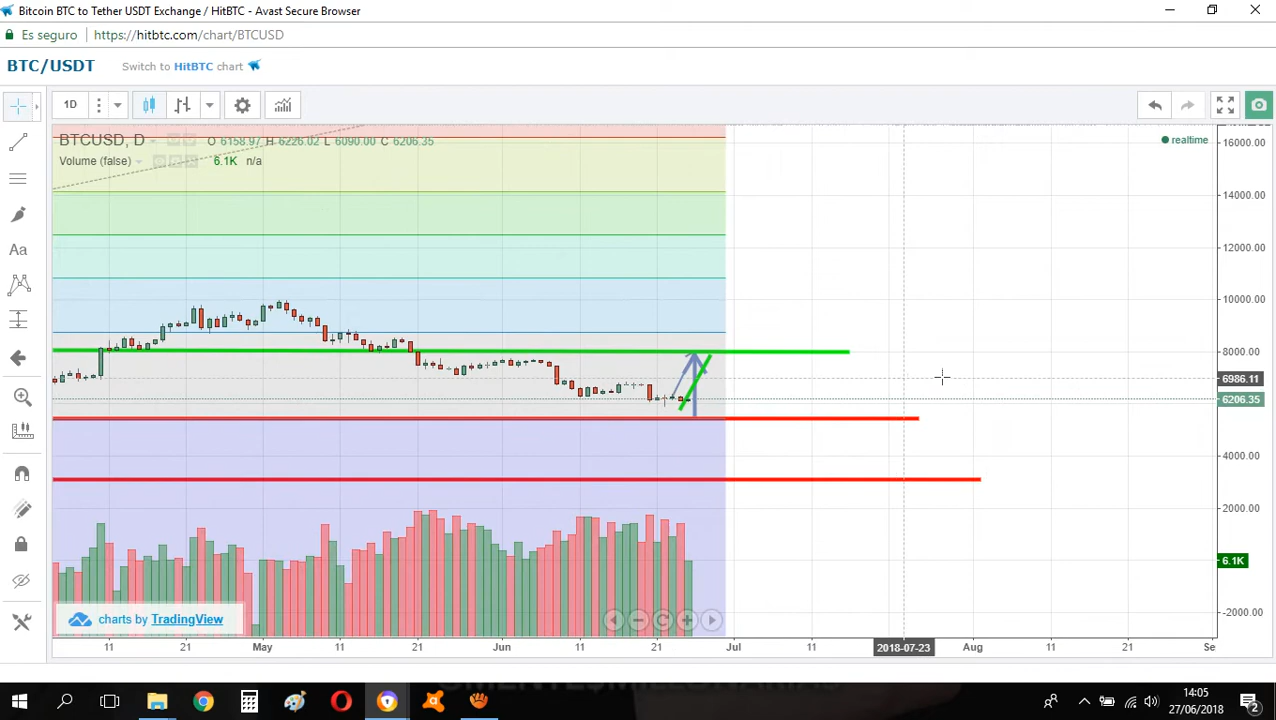 Bitcoin BTC to Tether USDT Exchange / HitBTC - Avast Secure Browser
Es seguro https://hitbtc.com/chart/BTCUSD
BTC/USDT Switch to HitBTC chart
1D
BTCUSD, D O 6158.97 H 6226.02 L 6090.00 C 6206.35
realtime
Volume (false) 6.1K n/a
Aa
16000.00
14000.00
12000.00
10000.00
8000.00
6986.11
6206.35
4000.00
2000.00
6.1K
-2000.00
charts by TradingView
11 21 May 11 21 Jun 11 21 Jul 11 2018-07-23 Aug 11 21 Se
14:05
27/06/2018
2